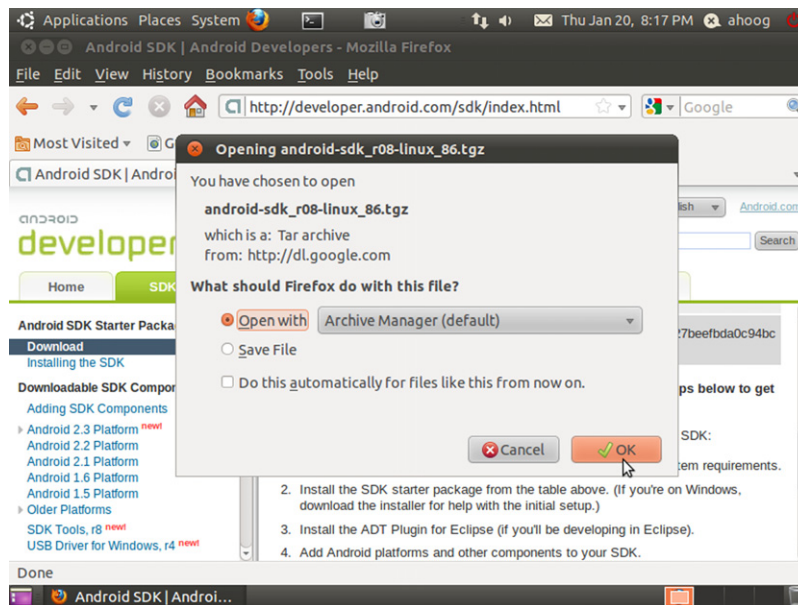 Applications Places System Thu Jan 20, 8:17 PM ahoog
Android SDK | Android Developers - Mozilla Firefox
File Edit View History Bookmarks Tools Help
http://developer.android.com/sdk/index.html Google
Most Visited G
Android SDK | Androi
Opening android-sdk_r08-linux_86.tgz
You have chosen to open
android-sdk_r08-linux_86.tgz
which is a: Tar archive
from: http://dl.google.com
What should Firefox do with this file?
Open with Archive Manager (default)
Save File
Do this automatically for files like this from now on.
Cancel OK
lish Android.com
android
developer
Search
Home SDK
Android SDK Starter Packa
Download
Installing the SDK
Downloadable SDK Compor
Adding SDK Components
Android 2.3 Platform new!
Android 2.2 Platform
Android 2.1 Platform
Android 1.6 Platform
Android 1.5 Platform
Older Platforms
SDK Tools, r8 new!
USB Driver for Windows, r4 new!
27beefbda0c94bc
ps below to get
SDK:
tem requirements.
2. Install the SDK starter package from the table above. (If you're on Windows,
download the installer for help with the initial setup.)
3. Install the ADT Plugin for Eclipse (if you'll be developing in Eclipse).
4. Add Android platforms and other components to your SDK.
Done
Android SDK | Androi...